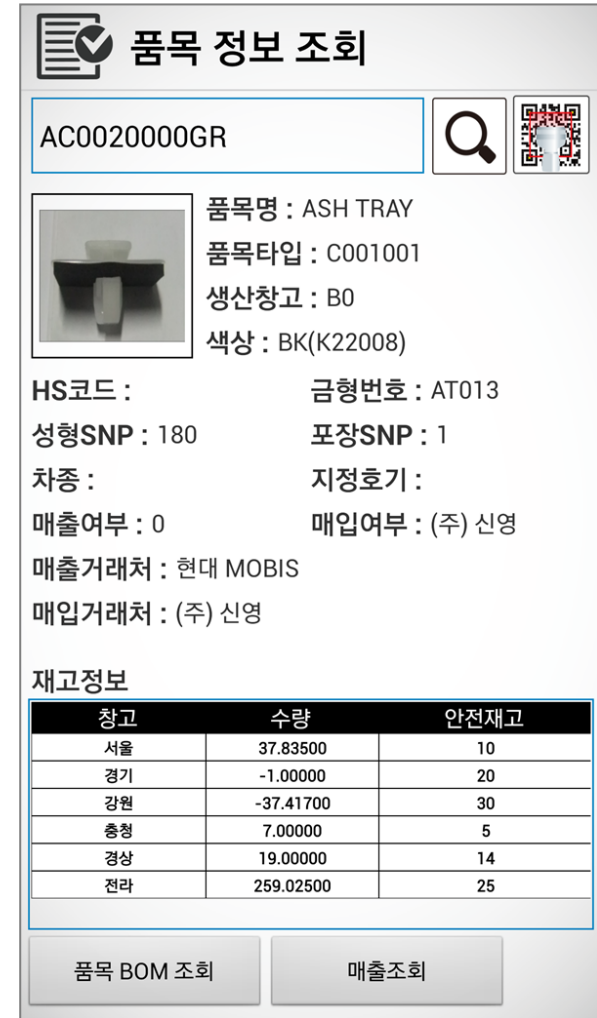 품목 정보 조회
AC0020000GR
품목명 : ASH TRAY
품목타입 : C001001
생산창고 : B0
색상 : BK(K22008)
HS코드 : 금형번호 : AT013
성형SNP : 180 포장SNP : 1
차종 : 지정호기 :
매출여부 : 0 매입여부 : (주) 신영
매출거래처 : 현대 MOBIS
매입거래처 : (주) 신영
재고정보
창고 수량 안전재고
서울 37.83500 10
경기 -1.00000 20
강원 -37.41700 30
충청 7.00000 5
경상 19.00000 14
전라 259.02500 25
품목 BOM 조회 매출조회